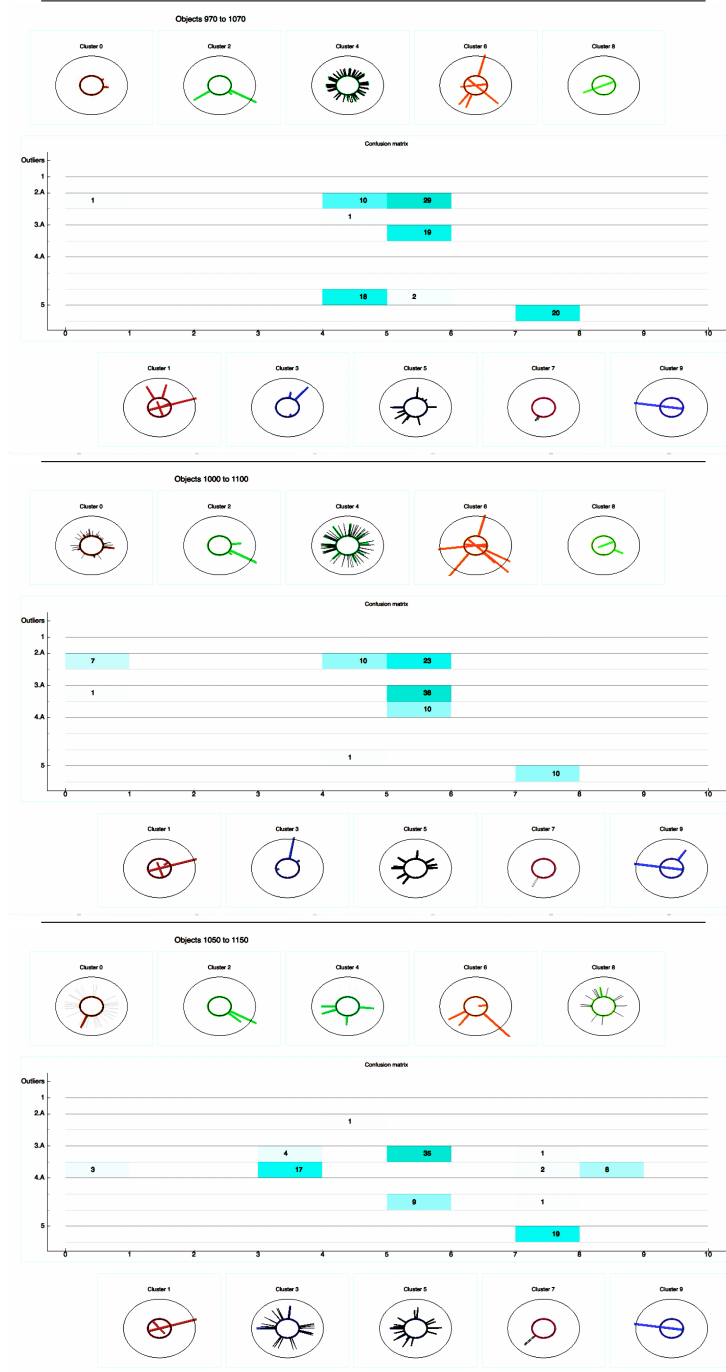 Objects 970 to 1070
Cluster 0 Cluster 2 Cluster 4 Cluster 6 Cluster 8
Confusion matrix
Outliers
1
2.A
1 10 29
1
3.A
19
4.A
18 2
5
20
0 1 2 3 4 5 6 7 8 9 10
Cluster 1 Cluster 3 Cluster 5 Cluster 7 Cluster 9
Objects 1000 to 1100
Cluster 0 Cluster 2 Cluster 4 Cluster 6 Cluster 8
Confusion matrix
Outliers
1
2.A
7 10 23
3.A
1 38
10
4.A
1
5
10
0 1 2 3 4 5 6 7 8 9 10
Cluster 1 Cluster 3 Cluster 5 Cluster 7 Cluster 9
Objects 1050 to 1150
Cluster 0 Cluster 2 Cluster 4 Cluster 6 Cluster 8
Confusion matrix
Outliers
1
2.A
1
3.A
4 35 1
3 17 2 8
4.A
9 1
5
19
0 1 2 3 4 5 6 7 8 9 10
Cluster 1 Cluster 3 Cluster 5 Cluster 7 Cluster 9